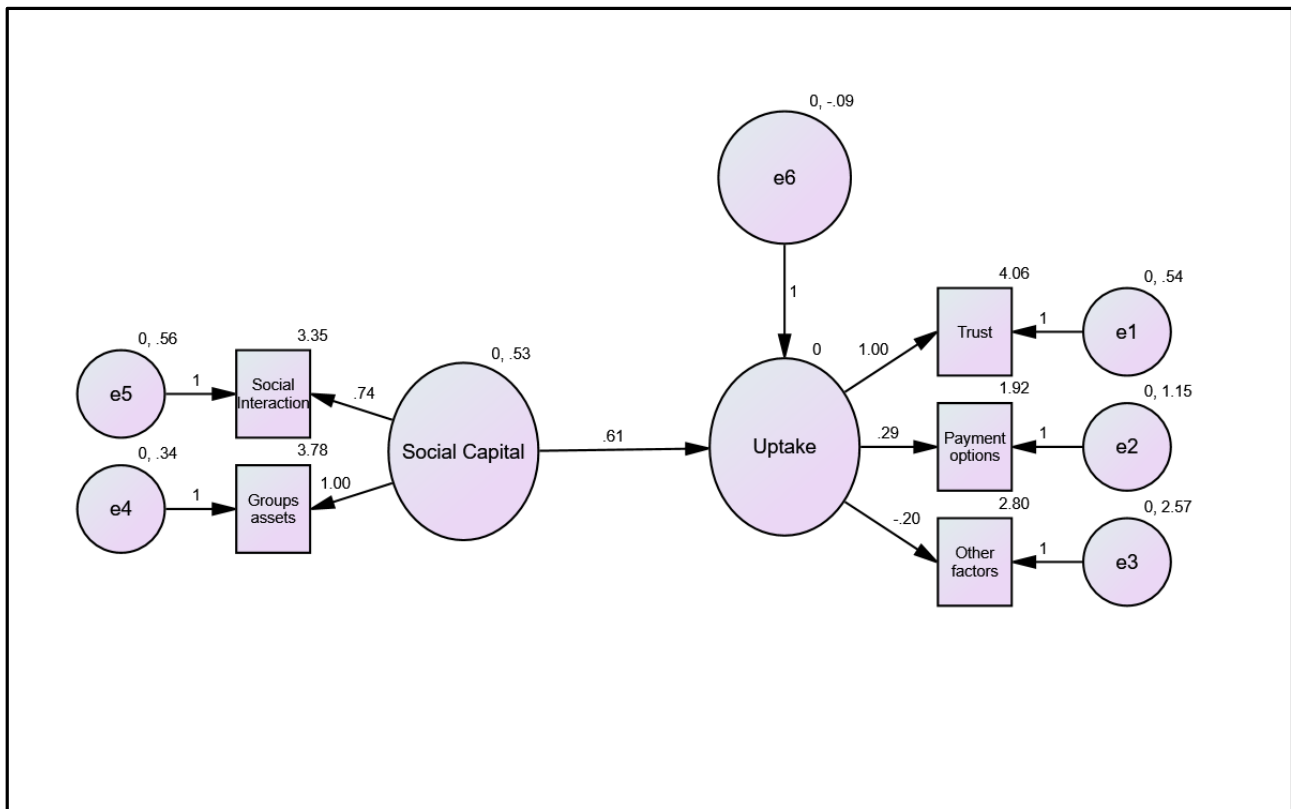 0, -.09
e6
1
4.06
0, .54
Trust
1
e1
1.00
0
0, .56
3.35
e5
1
Social
Interaction
.74
0, .53
Social Capital
.61
Uptake
1.92
0, 1.15
.29
Payment
options
1
e2
0, .34
3.78
e4
1
Groups
assets
1.00
2.80
0, 2.57
-.20
Other
factors
1
e3